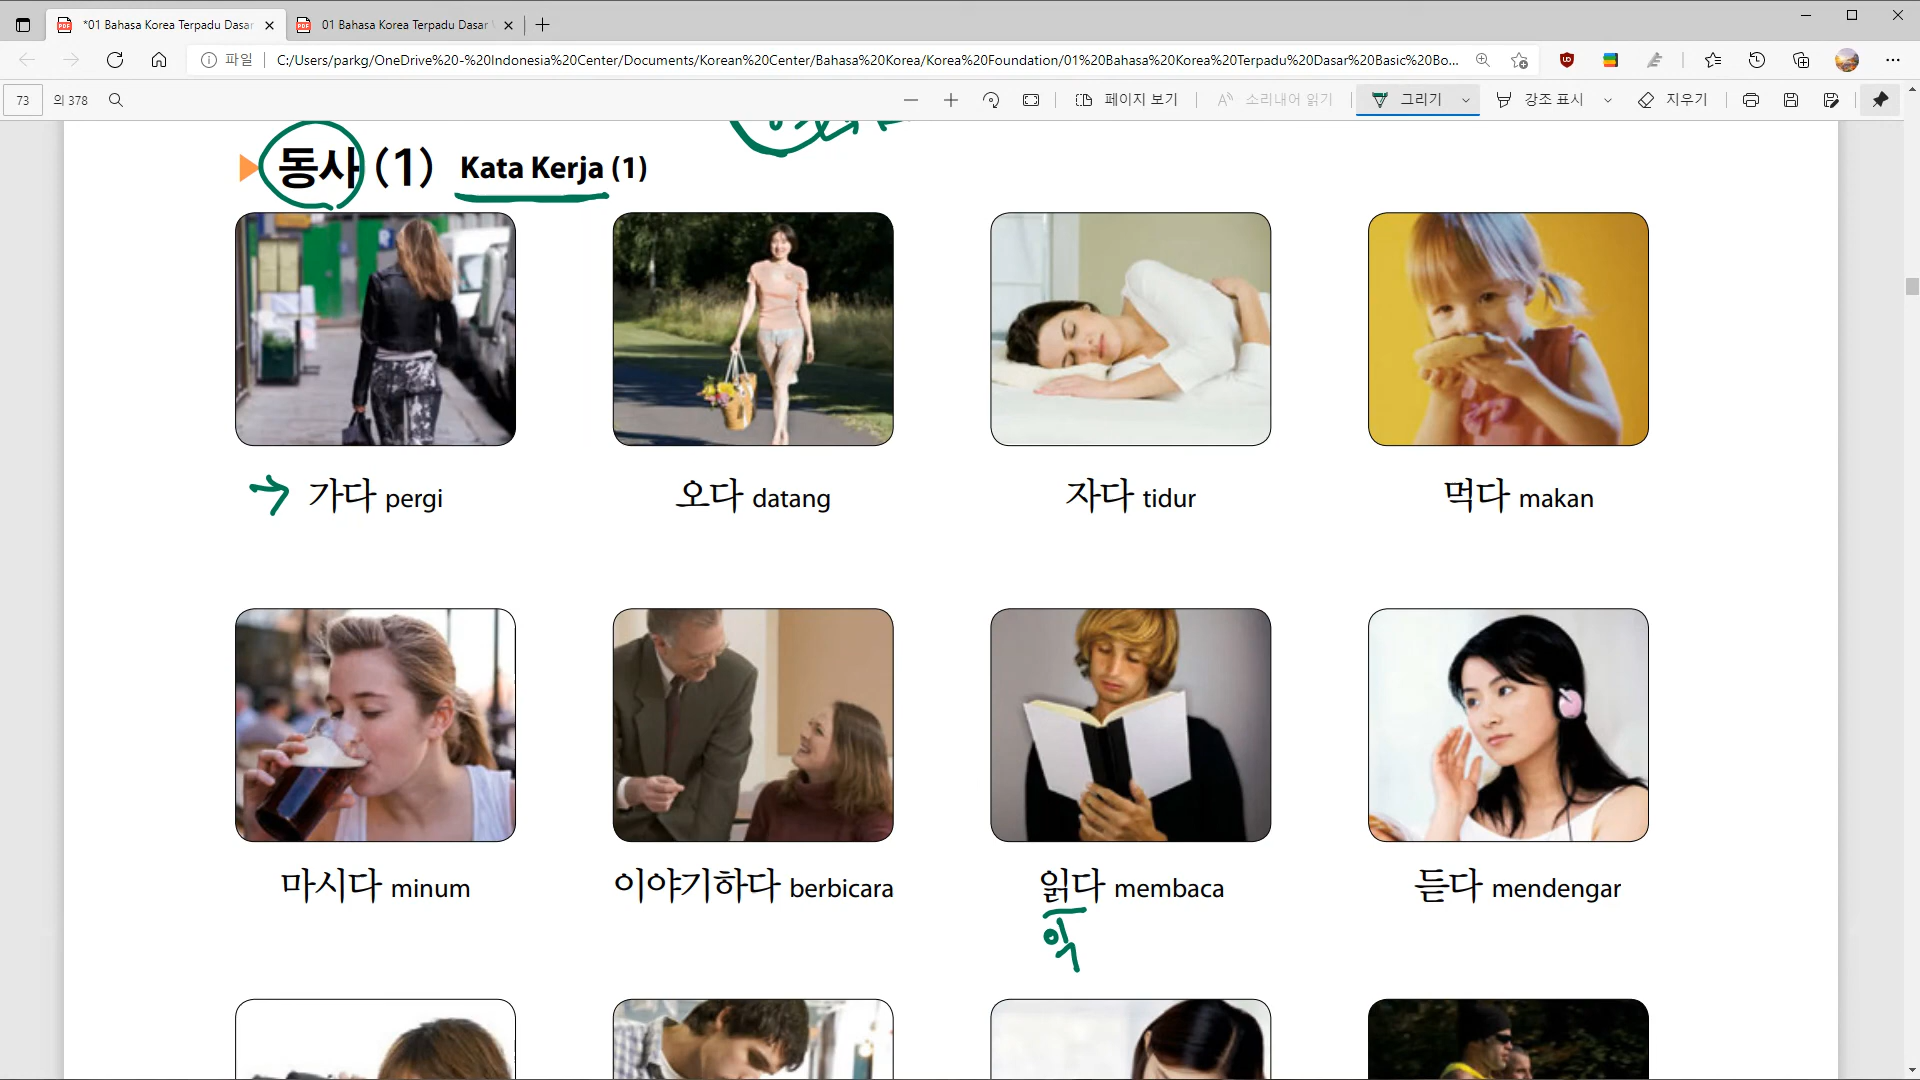 *01 Bahasa Korea Terpadu Dasar
01 Bahasa Korea Terpadu Dasar
파일
C:/Users/parkg/OneDrive%20-%20Indonesia%20Center/Documents/Korean%20Center/Bahasa%20Korea/Korea%20Foundation/01%20Bahasa%20Korea%20Terpadu%20Dasar%20Basic%20Bo...
73 의 378 페이지 보기 소리내어 읽기 그리기 강조 표시 지우기
동사 (1) Kata Kerja (1)
가다 pergi
오다 datang
자다 tidur
먹다 makan
마시다 minum
이야기하다 berbicara
읽다 membaca
듣다 mendengar
익